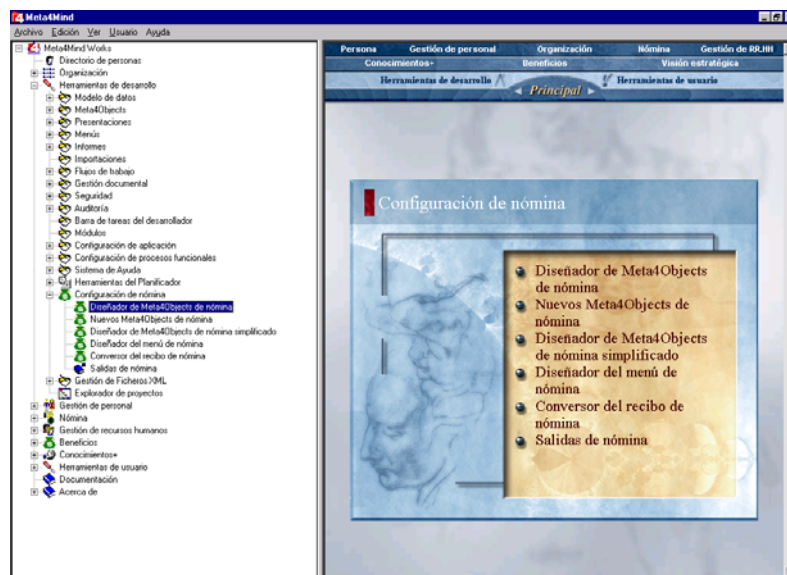 Meta4Mind
Archivo Edición Ver Usuario Ayuda
Meta4Mind Works
Directorio de personas
Organización
Herramientas de desarrollo
Modelo de datos
Meta4Objects
Presentaciones
Menús
Informes
Importaciones
Flujos de trabajo
Gestión documental
Seguridad
Auditoría
Barra de tareas del desarrollador
Módulos
Configuración de aplicación
Configuración de procesos funcionales
Sistema de Ayuda
Herramientas del Planificador
Configuración de nómina
Diseñador de Meta4Objects de nómina
Nuevos Meta4Objects de nómina
Diseñador de Meta4Objects de nómina simplificado
Diseñador del menú de nómina
Conversor del recibo de nómina
Salidas de nómina
Gestión de Ficheros XML
Explorador de proyectos
Gestión de personal
Nómina
Gestión de recursos humanos
Beneficios
Conocimientos+
Herramientas de usuario
Documentación
Acerca de
Persona Gestión de personal Organización Nómina Gestión de RR.HH
Conocimientos+ Beneficios Visión estratégica
Herramientas de desarrollo Principal Herramientas de usuario
Configuración de nómina
Diseñador de Meta4Objects
de nómina
Nuevos Meta4Objects de
nómina
Diseñador de Meta4Objects
de nómina simplificado
Diseñador del menú de
nómina
Conversor del recibo de
nómina
Salidas de nómina